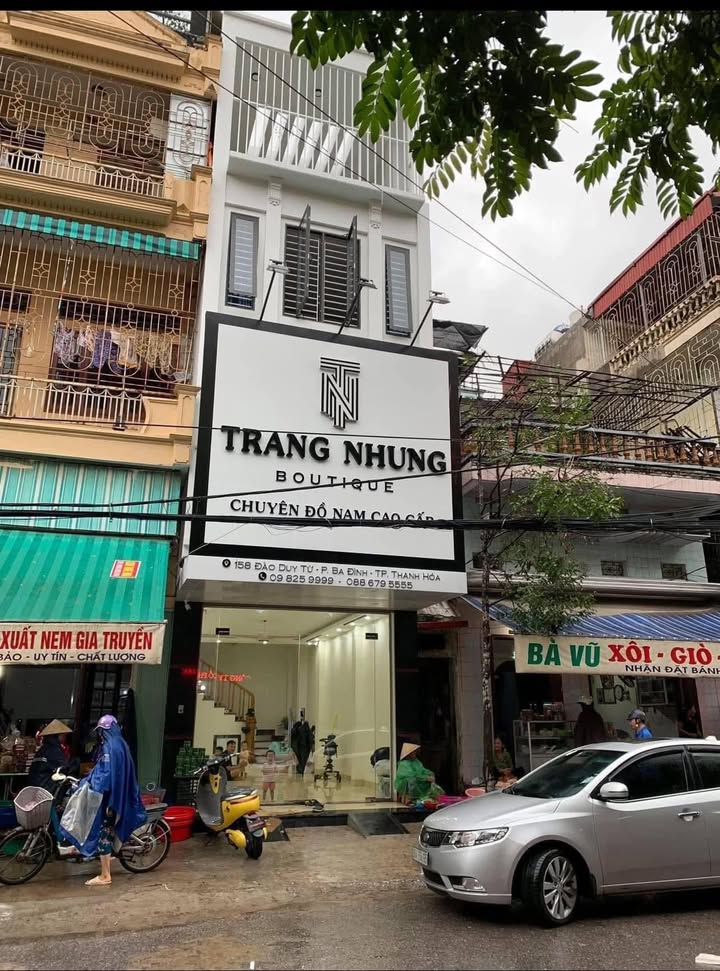 TN
TRANG NHUNG
BOUTIQUE
CHUYÊN ĐỒ NAM CAO CẤP
158 ĐÀO DUY TỪ - P. BA ĐÌNH - TP. THANH HÓA
09 825 9999 - 088 679 5555
XUẤT NEM GIA TRUYỀN
BẢO - UY TÍN - CHẤT LƯỢNG
BÀ VŨ XÔI - GIÒ -
NHẬN ĐẶT BÁNH